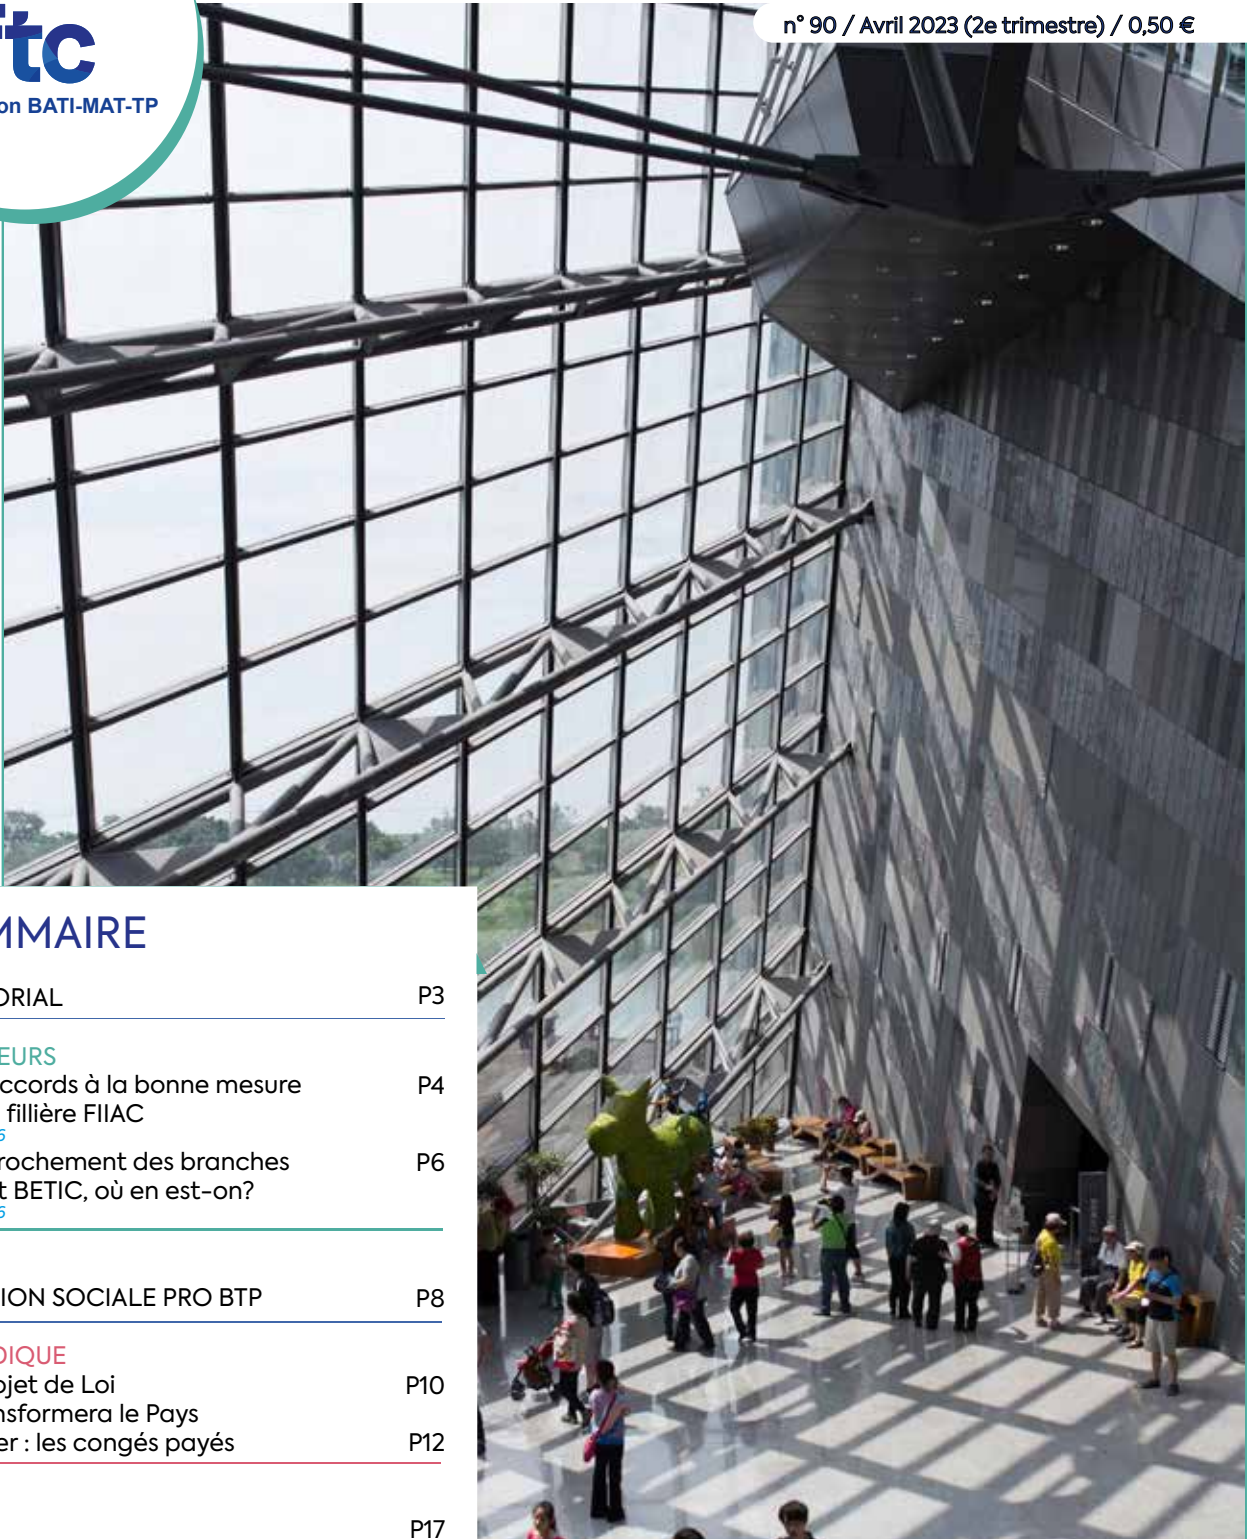 n° 90 / Avril 2023 (2e trimestre) / 0,50 €
ftc
on BATI-MAT-TP
MMAIRE
ORIAL P3
EURS
ccords à la bonne mesure P4
fillière FIIAC
rochement des branches P6
t BETIC, où en est-on?
ION SOCIALE PRO BTP P8
DIQUE
ojet de Loi P10
nsformera le Pays
er : les congés payés P12
P17